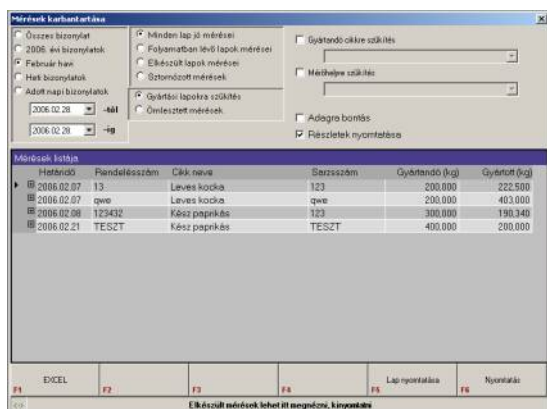 Mérések karbantartása
Összes bizonylat
2006. évi bizonylatok
Február havi
Heti bizonylatok
Adott napi bizonylatok
2006.02.28. -tól
2006.02.28. -ig
Minden lap jó mérései
Folyamatban lévő lapok mérései
Elkészült lapok mérései
Sztornózott mérések
Gyártási lapokra szűkítés
Ömlesztett mérések
Gyártandó cikkre szűkítés
Mérőhelyre szűkítés
Adagra bontás
Részletek nyomtatása
Mérések listája
Határidő Rendelésszám Cikk neve Sarzsszám Gyártandó (kg) Gyártott (kg)
2006.02.07 13 Leves kocka 123 200,000 222,500
2006.02.07 qwe Leves kocka qwe 200,000 403,000
2006.02.08 123432 Kész paprikás 123 300,000 190,340
2006.02.21 TESZT Kész paprikás TESZT 400,000 200,000
F1 EXCEL F2 F3 F4 F5 Lap nyomtatása F6 Nyomtatás
<-> Elkészült mérések lehet itt megnézni, kinyomtatni